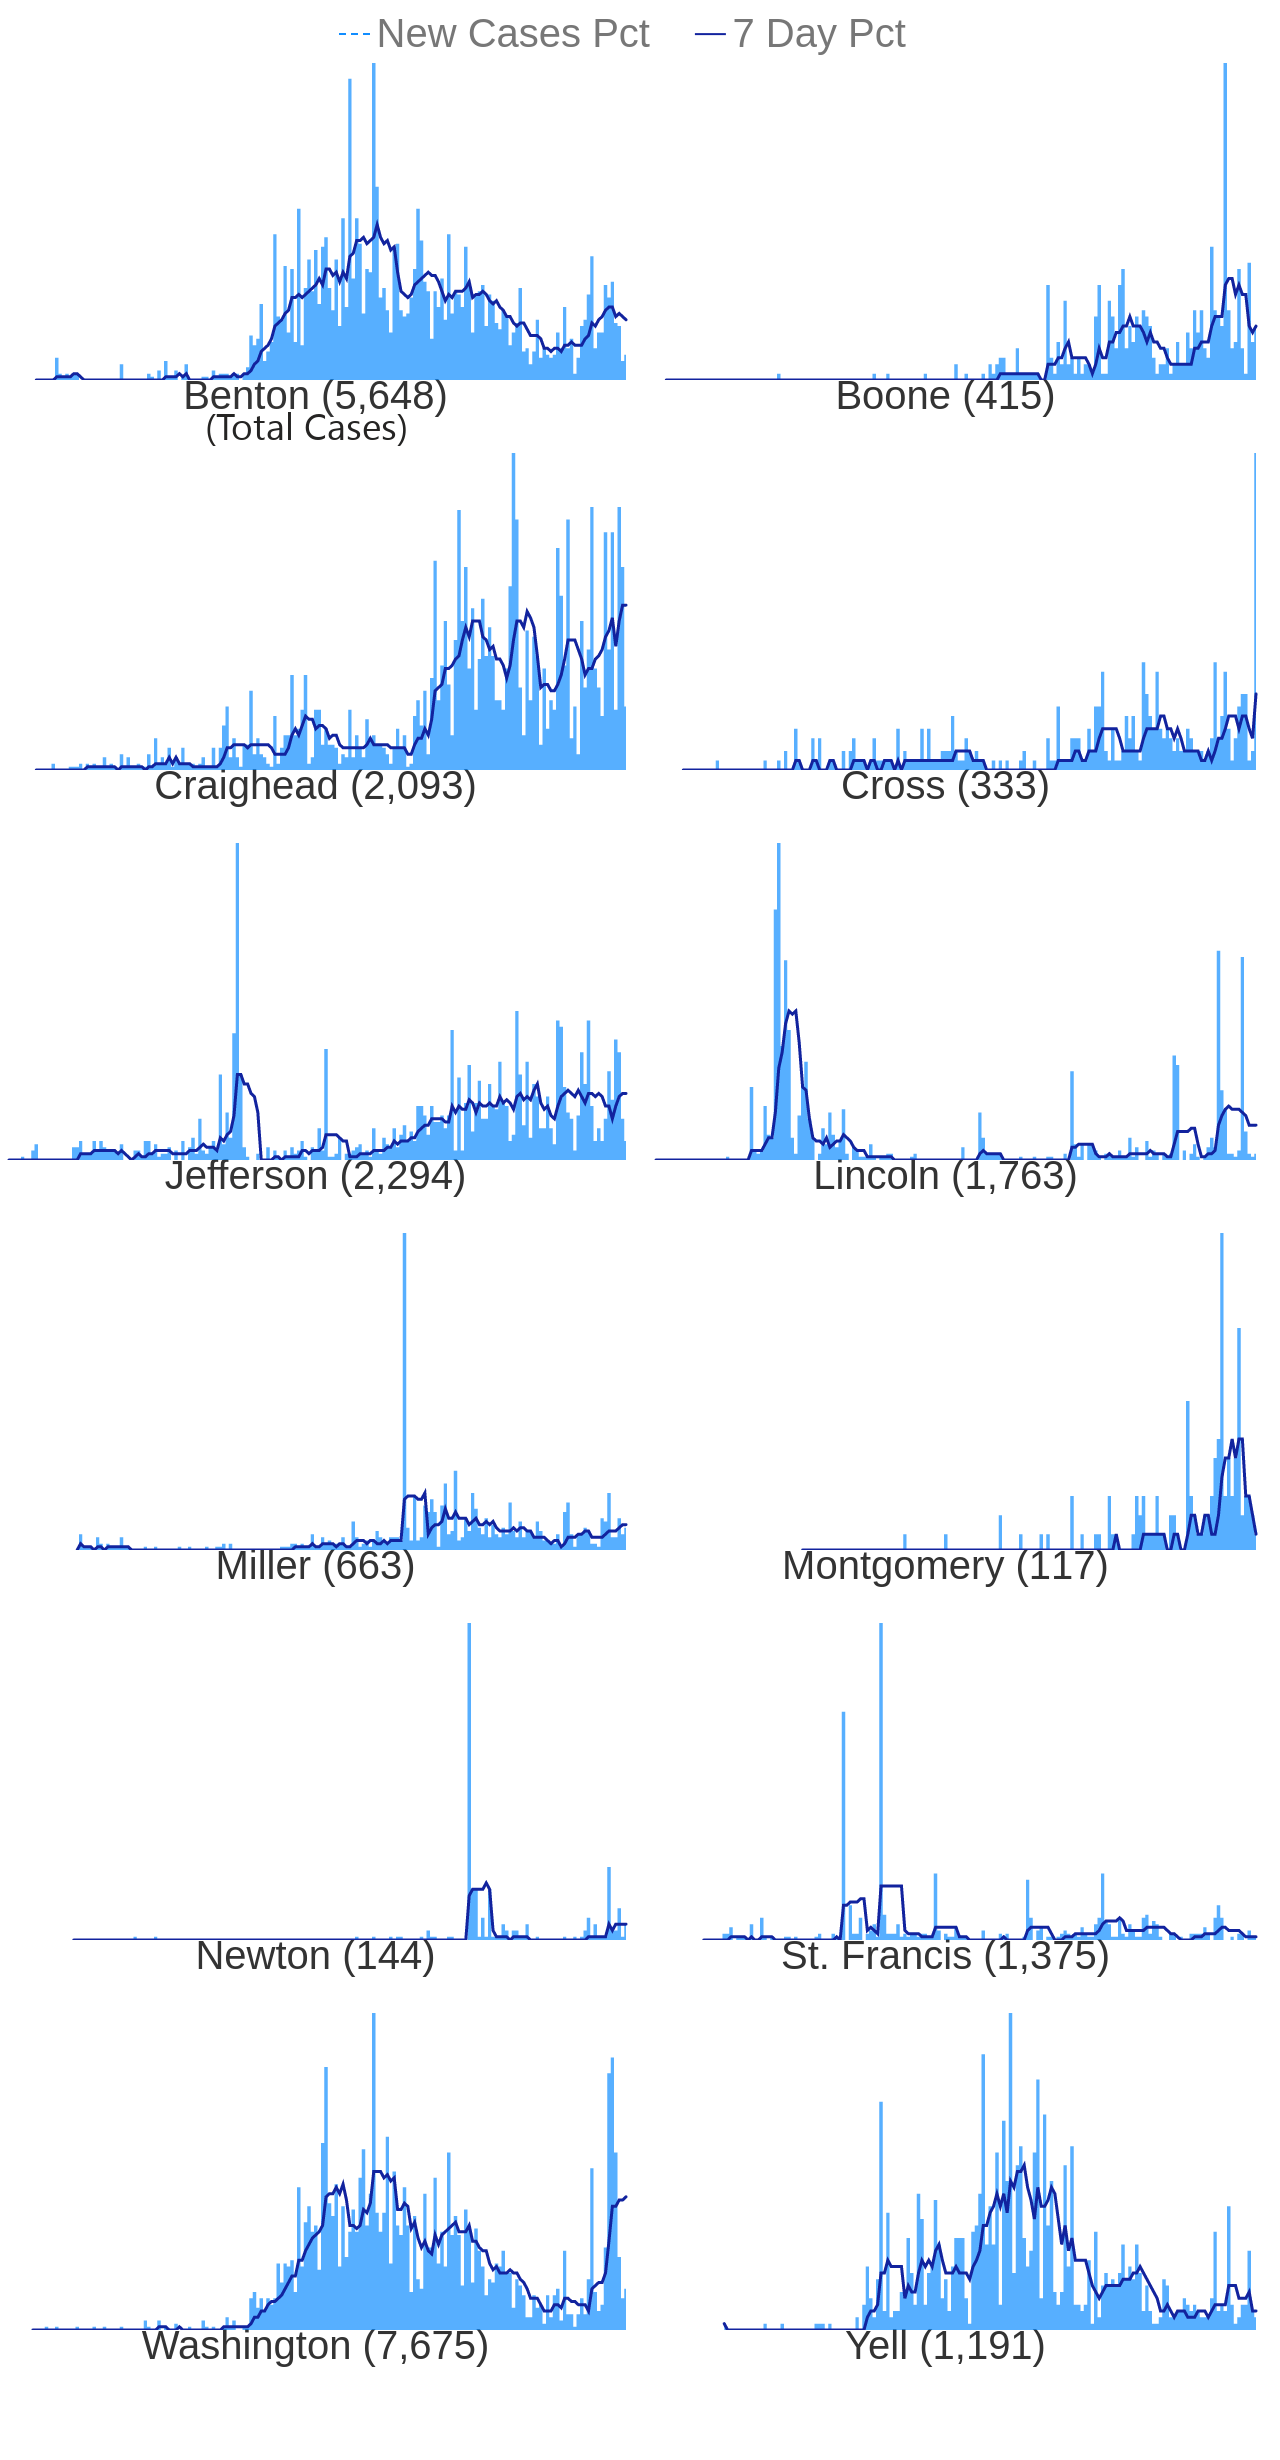 New Cases Pct 7 Day Pct
Benton (5,648) Boone (415)
(Total Cases)
Craighead (2,093) Cross (333)
Jefferson (2,294) Lincoln (1,763)
Miller (663) Montgomery (117)
Newton (144) St. Francis (1,375)
Washington (7,675) Yell (1,191)